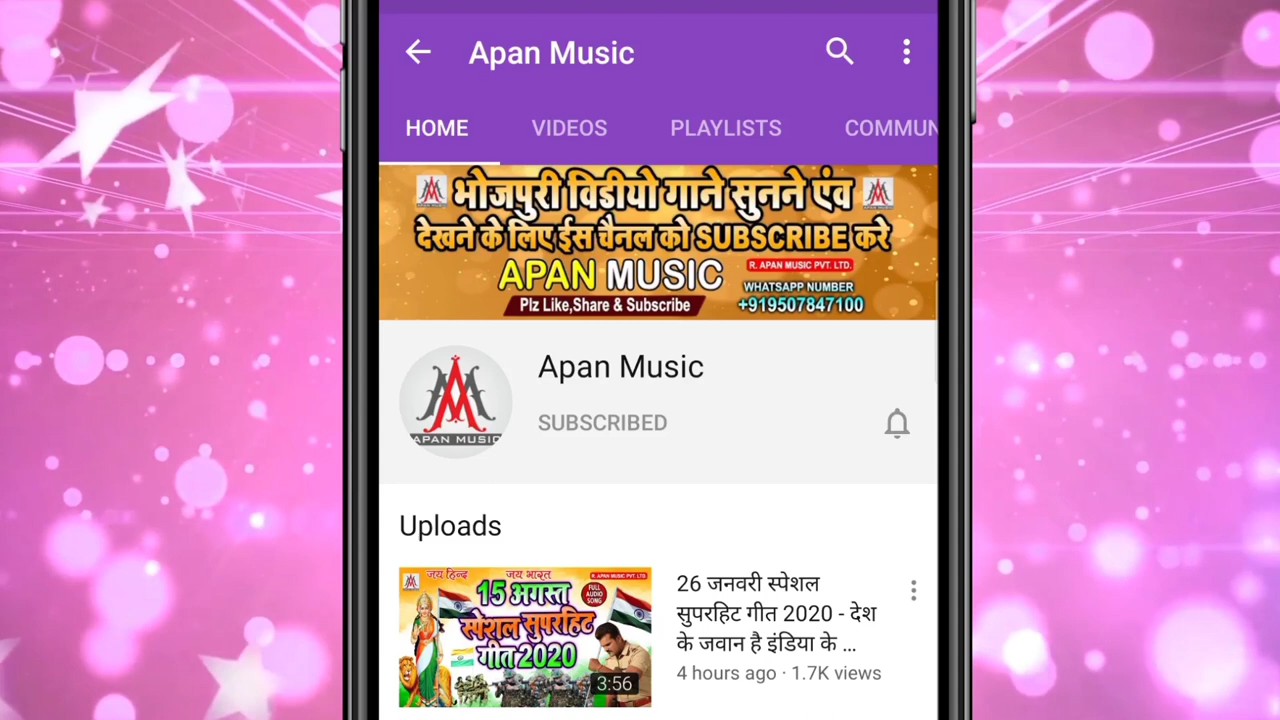 Apan Music
HOME VIDEOS PLAYLISTS COMMUN
भोजपुरी विडीयो गाने सुनने एंव
देखने के लिए ईस चैनल को SUBSCRIBE करे
APAN MUSIC
R. APAN MUSIC PVT. LTD.
WHATSAPP NUMBER
Plz Like,Share & Subscribe
+919507847100
Apan Music
SUBSCRIBED
APAN MUSIC
Uploads
जय हिन्द जय भारत
R. APAN MUSIC PVT. LTD
15 अगस्त
FULL AUDIO SONG
स्पेशल सुपरहिट
गीत 2020
3:56
26 जनवरी स्पेशल
सुपरहिट गीत 2020 - देश
के जवान है इंडिया के ...
4 hours ago · 1.7K views